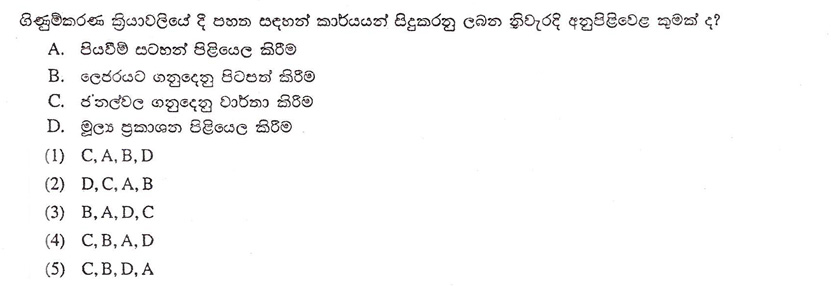 ගිණුම්කරණ ක්‍රියාවලියේ දී පහත සඳහන් කාර්යයන් සිදුකරනු ලබන නිවැරදි අනුපිළිවෙළ කුමක් ද?
A. පියවීම් සටහන් පිළියෙල කිරීම
B. ලෙජරයට ගනුදෙනු පිටපත් කිරීම
C. ජ'නල්වල ගනුදෙනු වාර්තා කිරීම
D. මූල්‍ය ප්‍රකාශන පිළියෙල කිරීම
(1) C, A, B, D
(2) D, C, A, B
(3) B, A, D, C
(4) C, B, A, D
(5) C, B, D, A